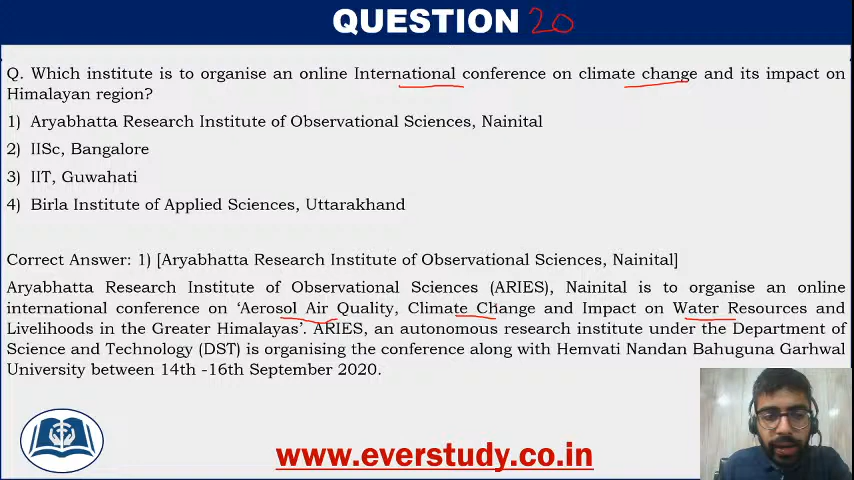 QUESTION 20
Q. Which institute is to organise an online International conference on climate change and its impact on
Himalayan region?
1) Aryabhatta Research Institute of Observational Sciences, Nainital
2) IISc, Bangalore
3) IIT, Guwahati
4) Birla Institute of Applied Sciences, Uttarakhand
Correct Answer: 1) [Aryabhatta Research Institute of Observational Sciences, Nainital]
Aryabhatta Research Institute of Observational Sciences (ARIES), Nainital is to organise an online
international conference on ‘Aerosol Air Quality, Climate Change and Impact on Water Resources and
Livelihoods in the Greater Himalayas’. ARIES, an autonomous research institute under the Department of
Science and Technology (DST) is organising the conference along with Hemvati Nandan Bahuguna Garhwal
University between 14th -16th September 2020.
www.everstudy.co.in